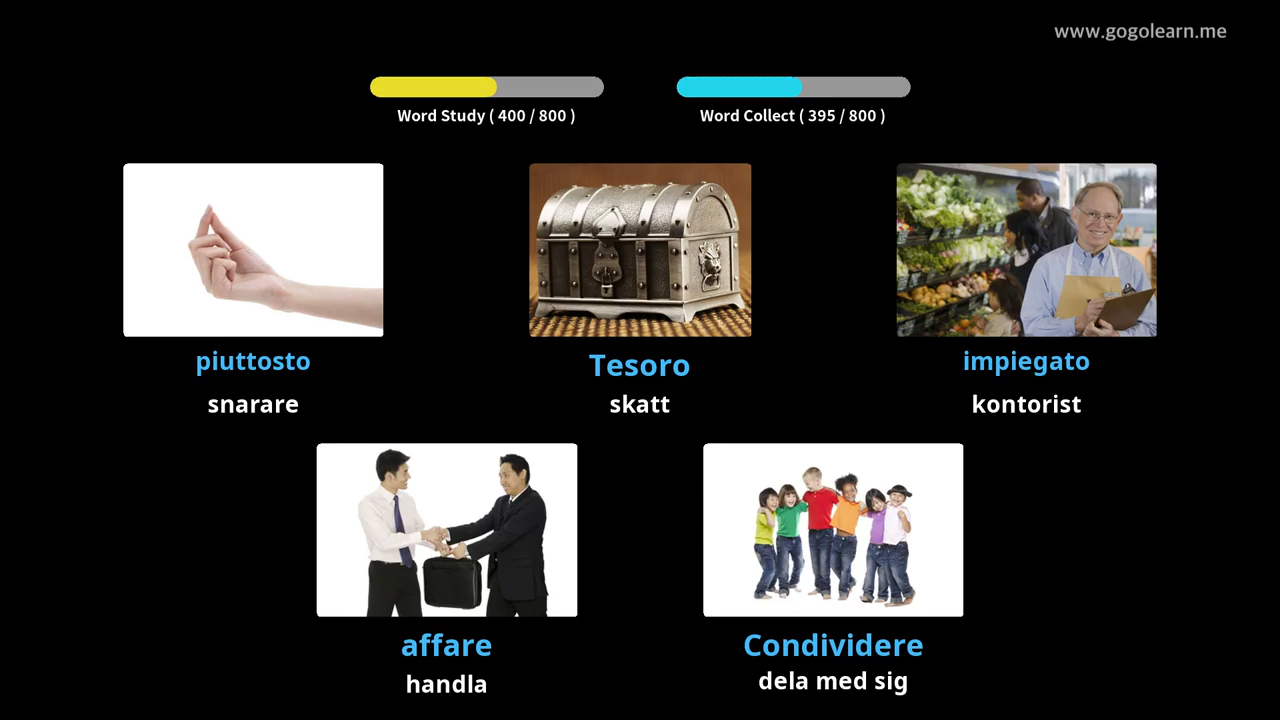 www.gogolearn.me
Word Study ( 400 / 800 )
Word Collect ( 395 / 800 )
piuttosto
snarare
Tesoro
skatt
impiegato
kontorist
affare
handla
Condividere
dela med sig